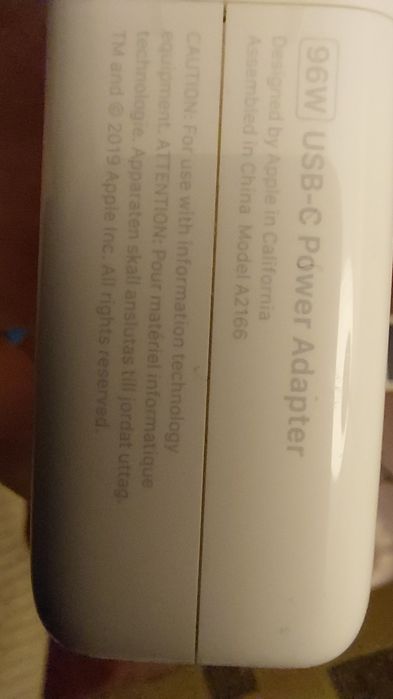 96W USB-C Power Adapter
Designed by Apple in California
Assembled in China Model A2166
CAUTION: For use with information technology
equipment. ATTENTION: Pour matériel informatique
technologie. Apparaten skall anslutas till jordat uttag.
TM and © 2019 Apple Inc. All rights reserved.